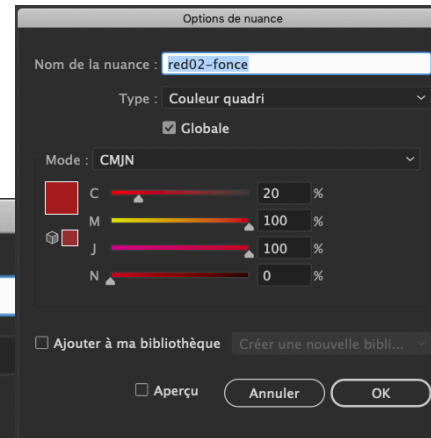 Options de nuance
Nom de la nuance : red02-fonce
Type : Couleur quadri
Globale
Mode : CMJN
C 20 %
M 100 %
J 100 %
N 0 %
Ajouter à ma bibliothèque Créer une nouvelle bibli...
Aperçu Annuler OK